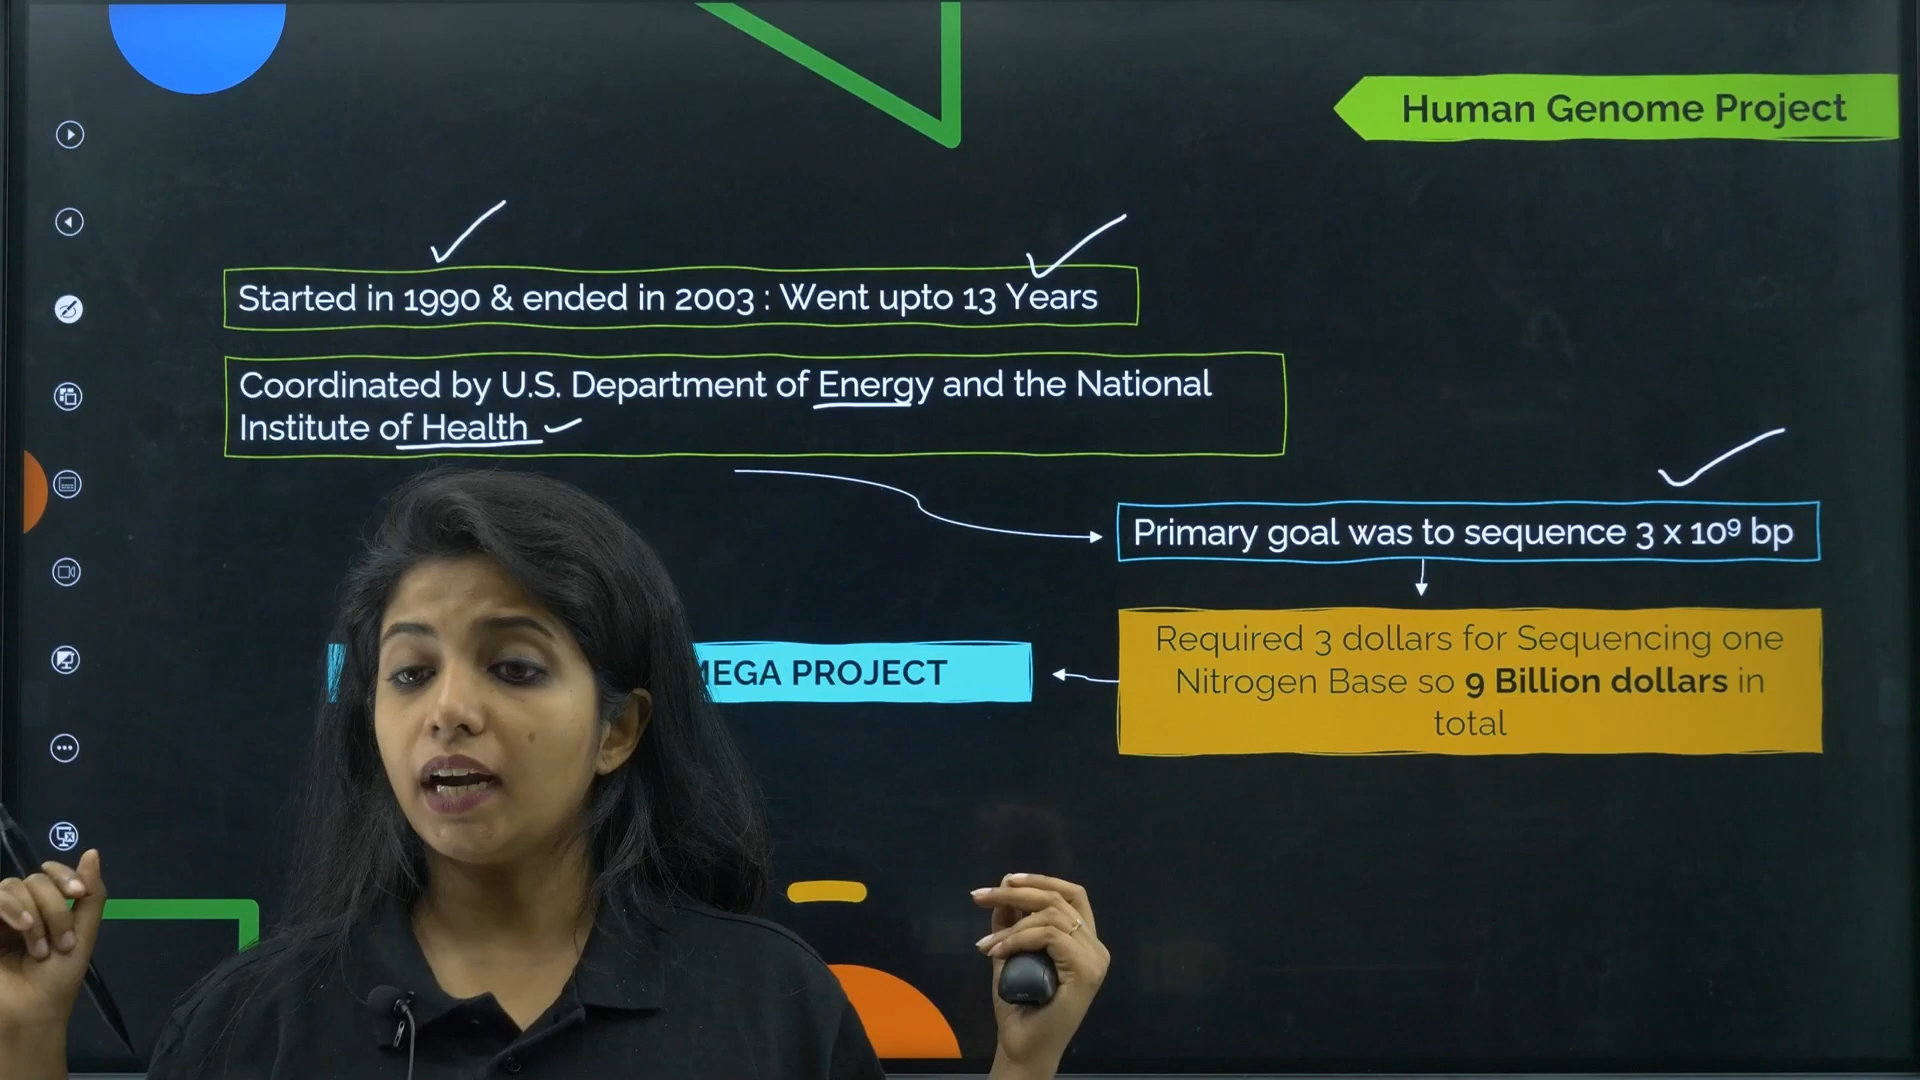 Human Genome Project
Started in 1990 & ended in 2003 : Went upto 13 Years
Coordinated by U.S. Department of Energy and the National
Institute of Health
Primary goal was to sequence 3 x 10⁹ bp
Required 3 dollars for Sequencing one
Nitrogen Base so 9 Billion dollars in
total
MEGA PROJECT